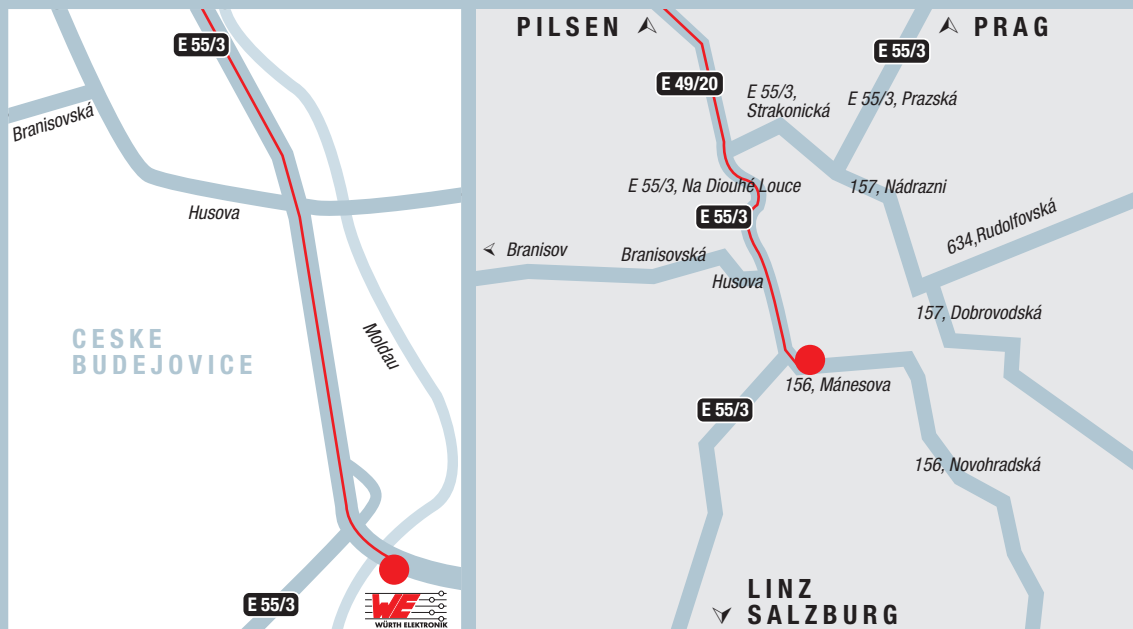 E 55/3
Branisovská
Husova
CESKE
BUDEJOVICE
Moldau
E 55/3
WE
WÜRTH ELEKTRONIK
PILSEN
PRAG
E 55/3
E 49/20
E 55/3,
Strakonická
E 55/3, Prazská
E 55/3, Na Diouhé Louce
157, Nádrazni
E 55/3
634,Rudolfovská
Branisov
Branisovská
Husova
157, Dobrovodská
156, Mánesova
E 55/3
156, Novohradská
LINZ
SALZBURG